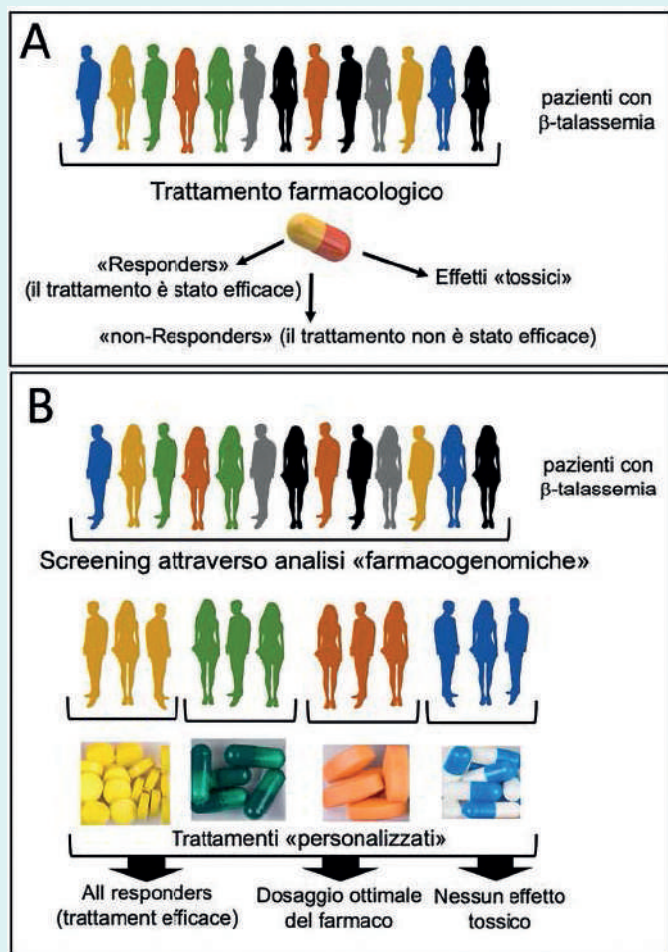 A
pazienti con
β-talassemia
Trattamento farmacologico
«Responders»
(il trattamento è stato efficace)
Effetti «tossici»
«non-Responders» (il trattamento non è stato efficace)
B
pazienti con
β-talassemia
Screening attraverso analisi «farmacogenomiche»
Trattamenti «personalizzati»
All responders
(trattament efficace)
Dosaggio ottimale
del farmaco
Nessun effetto
tossico